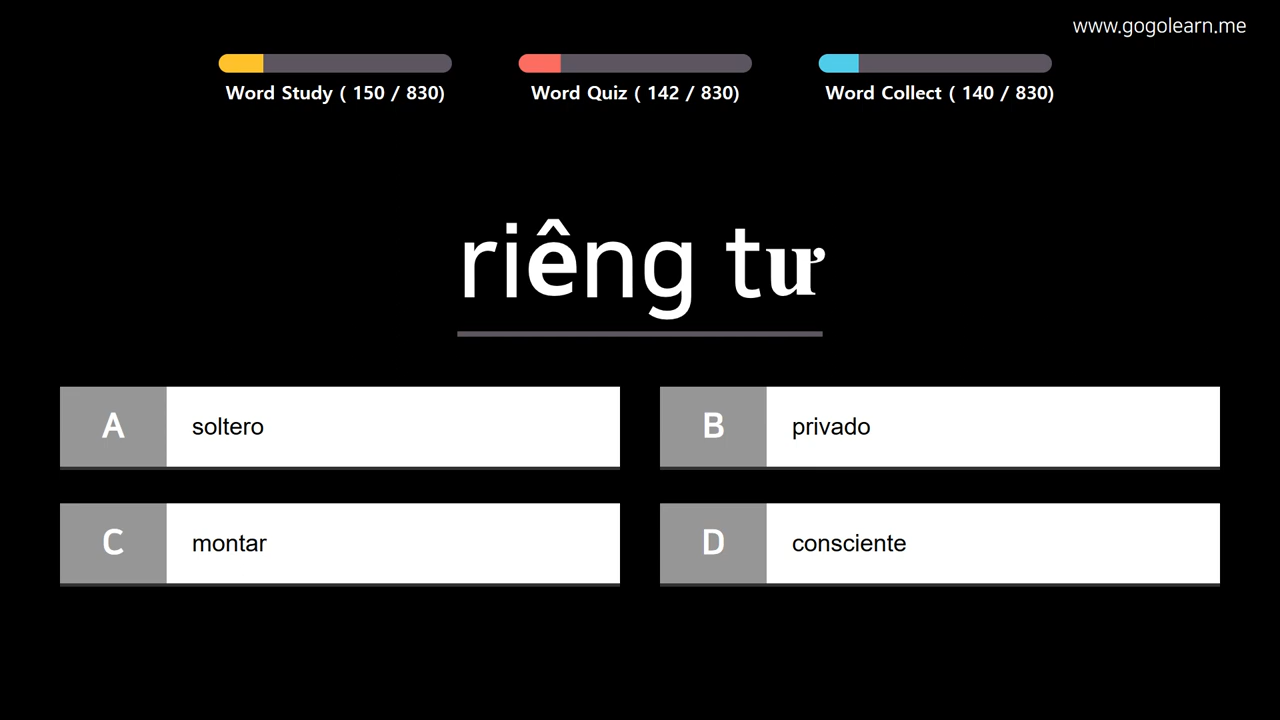 www.gogolearn.me
Word Study ( 150 / 830)
Word Quiz ( 142 / 830)
Word Collect ( 140 / 830)
riêng tư
A soltero
B privado
C montar
D consciente